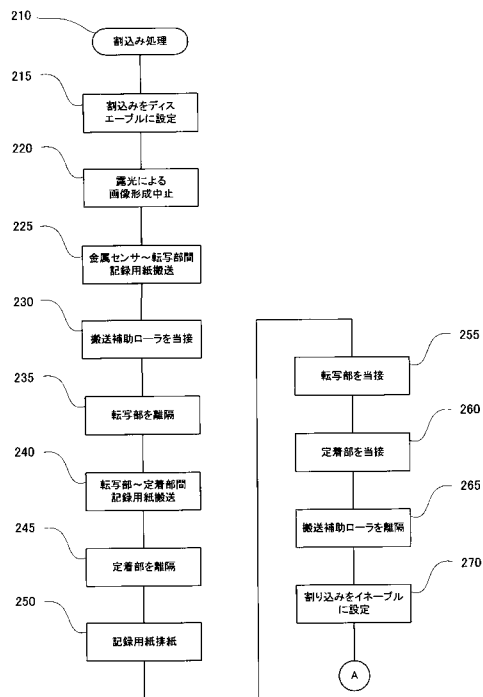 210
割込み処理
215
割込みをディス
エーブルに設定
220
露光による
画像形成中止
225
金属センサ～転写部間
記録用紙搬送
230
搬送補助ローラを当接
235
転写部を離隔
240
転写部～定着部間
記録用紙搬送
245
定着部を離隔
250
記録用紙排紙
255
転写部を当接
260
定着部を当接
265
搬送補助ローラを離隔
270
割り込みをイネーブル
に設定
A